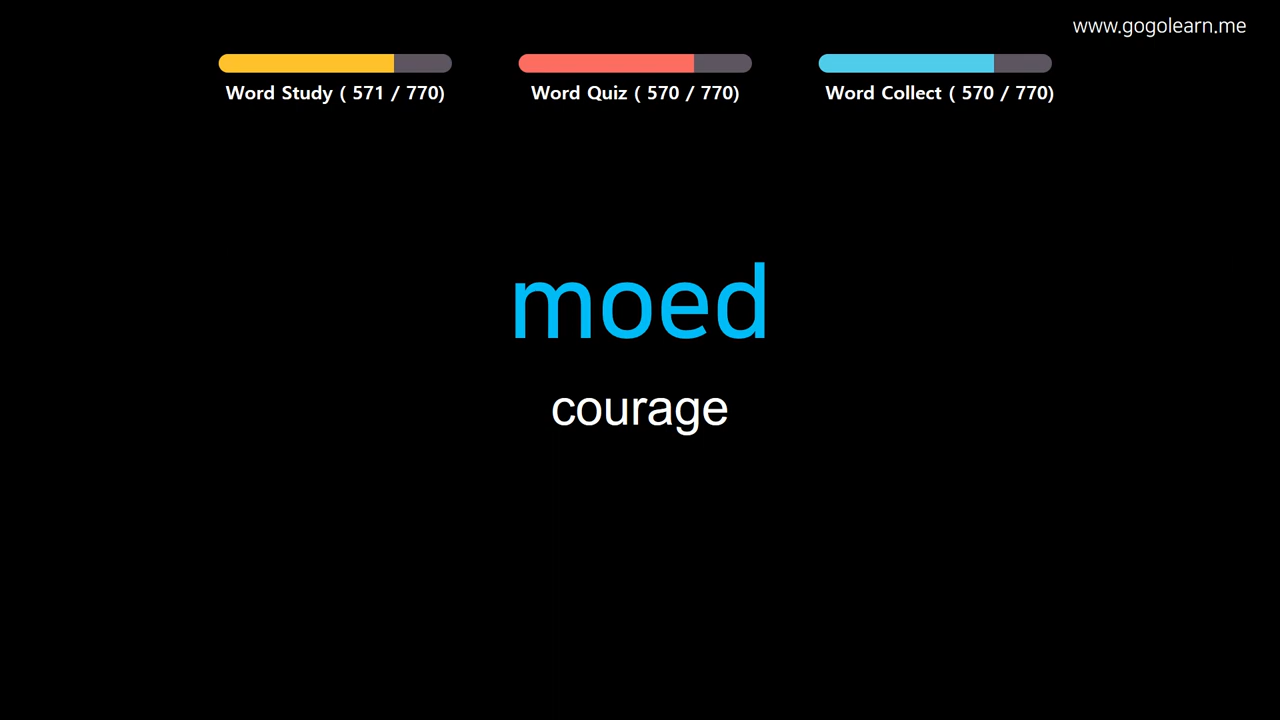 www.gogolearn.me
Word Study ( 571 / 770)
Word Quiz ( 570 / 770)
Word Collect ( 570 / 770)
moed
courage